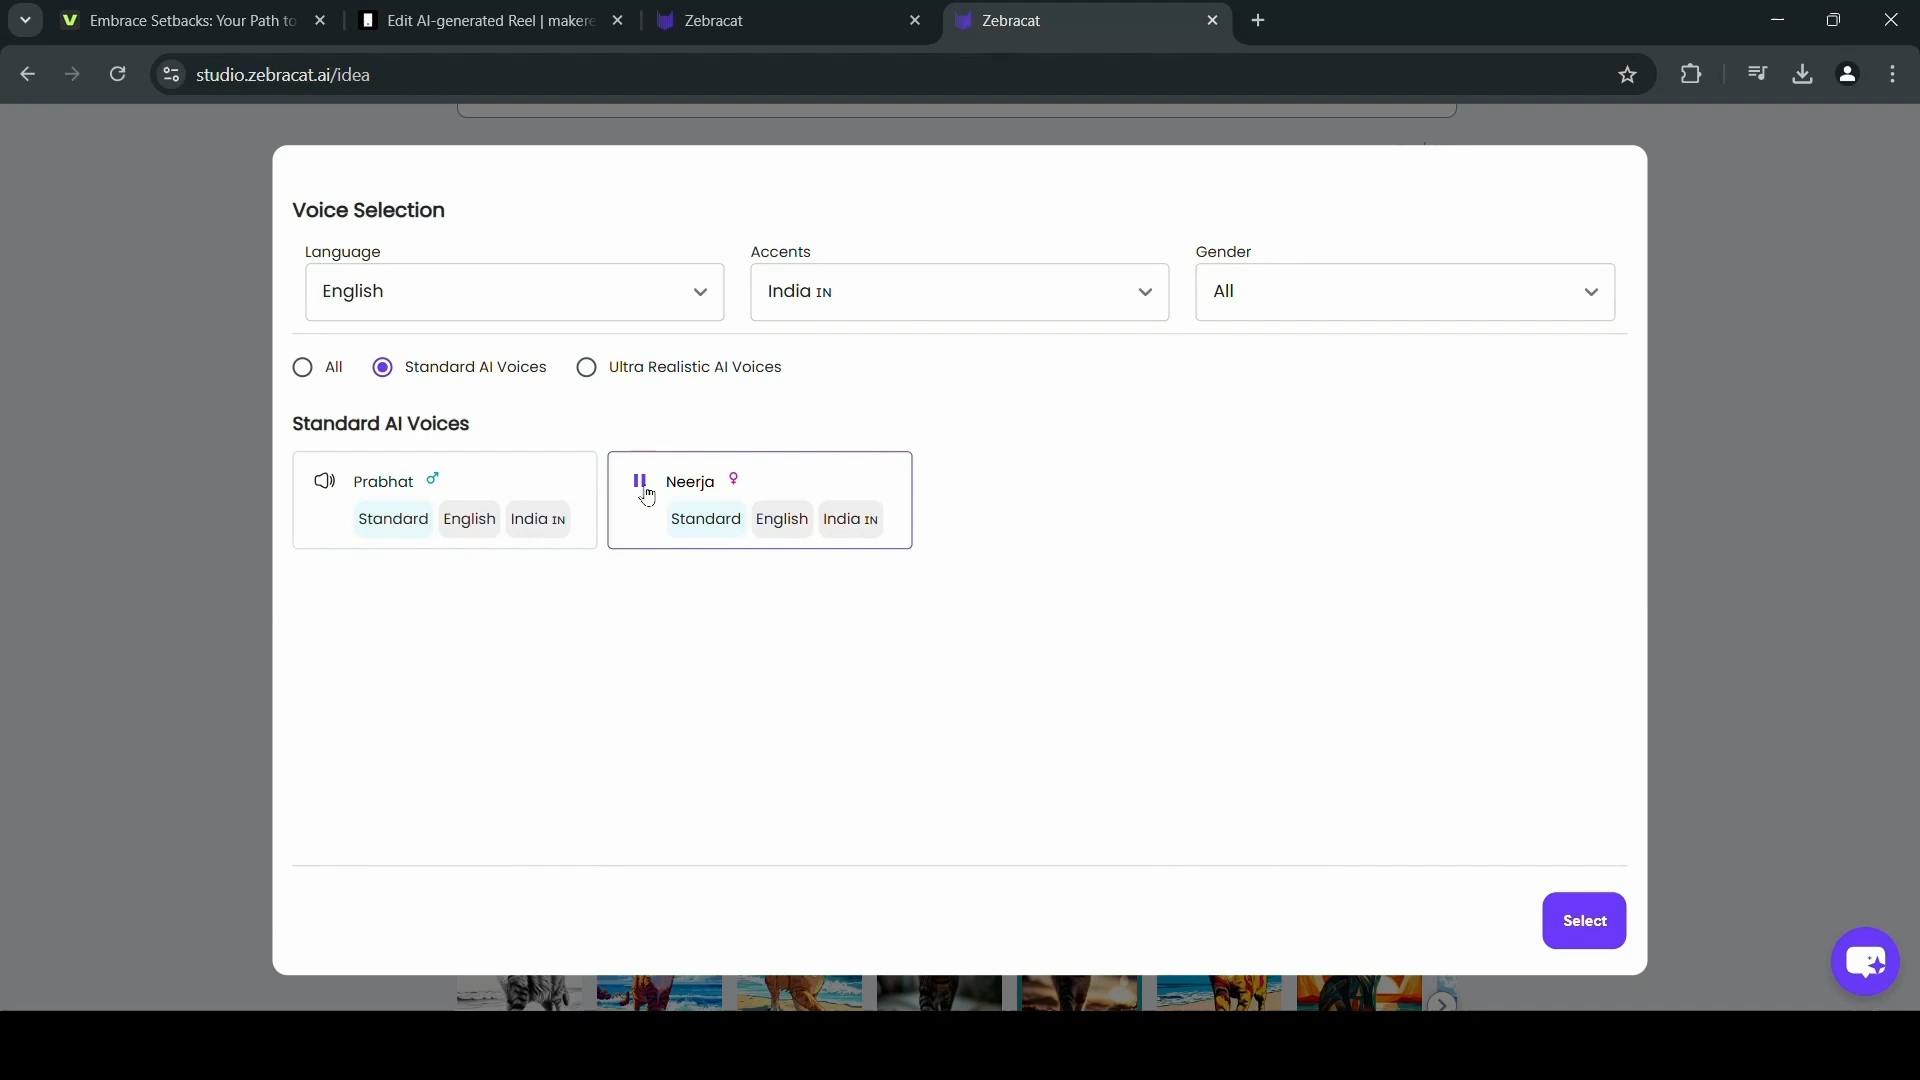 Embrace Setbacks: Your Path to
Edit AI-generated Reel | makere
Zebracat
Zebracat
studio.zebracat.ai/idea
Voice Selection
Language
Accents
Gender
English
India IN
All
All
Standard AI Voices
Ultra Realistic AI Voices
Standard AI Voices
Prabhat
Neerja
Standard English India IN
Standard English India IN
Select